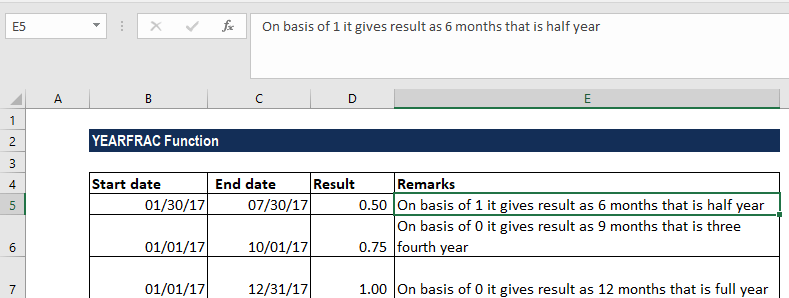 E5 fx On basis of 1 it gives result as 6 months that is half year
A B C D E
1
2 YEARFRAC Function
3
4 Start date End date Result Remarks
5 01/30/17 07/30/17 0.50 On basis of 1 it gives result as 6 months that is half year
On basis of 0 it gives result as 9 months that is three
6 01/01/17 10/01/17 0.75 fourth year
7 01/01/17 12/31/17 1.00 On basis of 0 it gives result as 12 months that is full year